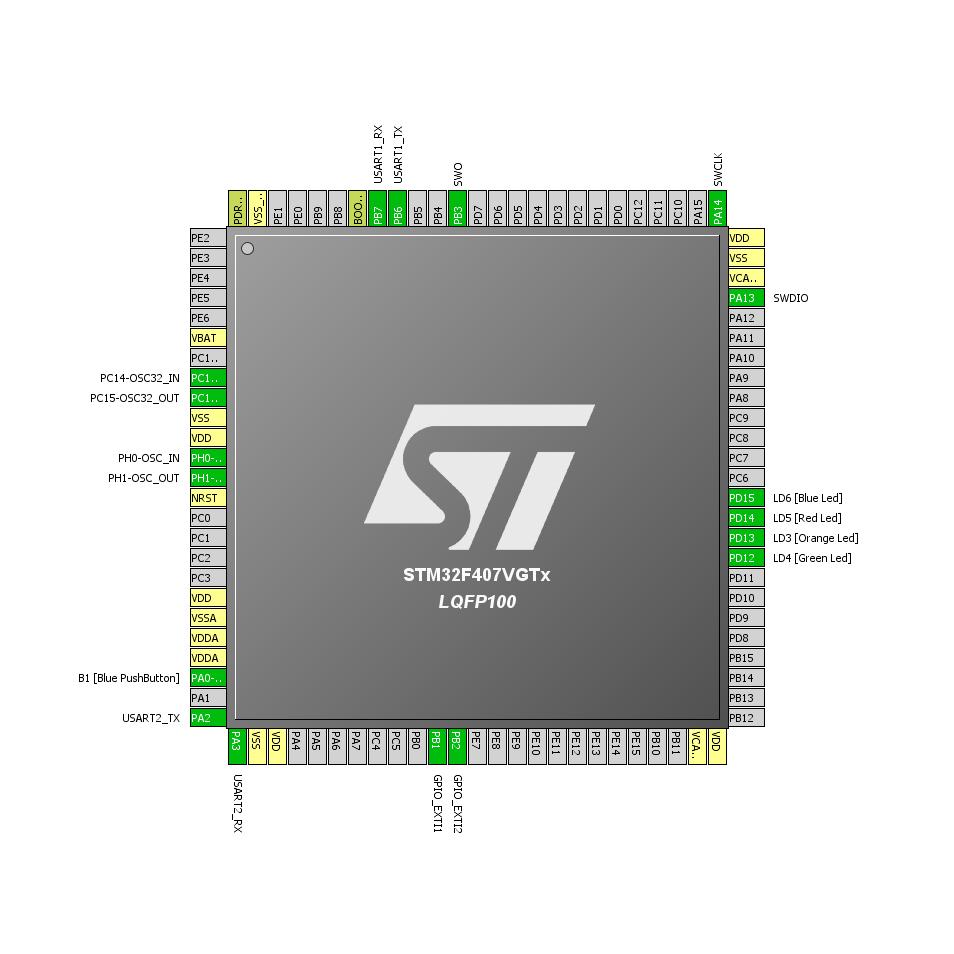 USART1_RX
USART1_TX
SWO
SWCLK
PDR..
VSS_..
PE1
PE0
PB9
PB8
BOO..
PB7
PB6
PB5
PB4
PB3
PD7
PD6
PD5
PD4
PD3
PD2
PD1
PD0
PC12
PC11
PC10
PA15
PA14
PE2
PE3
PE4
PE5
PE6
VBAT
PC1..
PC14-OSC32_IN PC1..
PC15-OSC32_OUT PC1..
VSS
VDD
PH0-OSC_IN PH0-..
PH1-OSC_OUT PH1-..
NRST
PC0
PC1
PC2
PC3
VDD
VSSA
VDDA
VDDA
B1 [Blue PushButton] PA0-..
PA1
USART2_TX PA2
STM32F407VGTx
LQFP100
VDD
VSS
VCA..
PA13 SWDIO
PA12
PA11
PA10
PA9
PA8
PC9
PC8
PC7
PC6
PD15 LD6 [Blue Led]
PD14 LD5 [Red Led]
PD13 LD3 [Orange Led]
PD12 LD4 [Green Led]
PD11
PD10
PD9
PD8
PB15
PB14
PB13
PB12
PA3
VSS
VDD
PA4
PA5
PA6
PA7
PC4
PC5
PB0
PB1
PB2
PE7
PE8
PE9
PE10
PE11
PE12
PE13
PE14
PE15
PB10
PB11
VCA..
VDD
USART2_RX
GPIO_EXTI1
GPIO_EXTI2